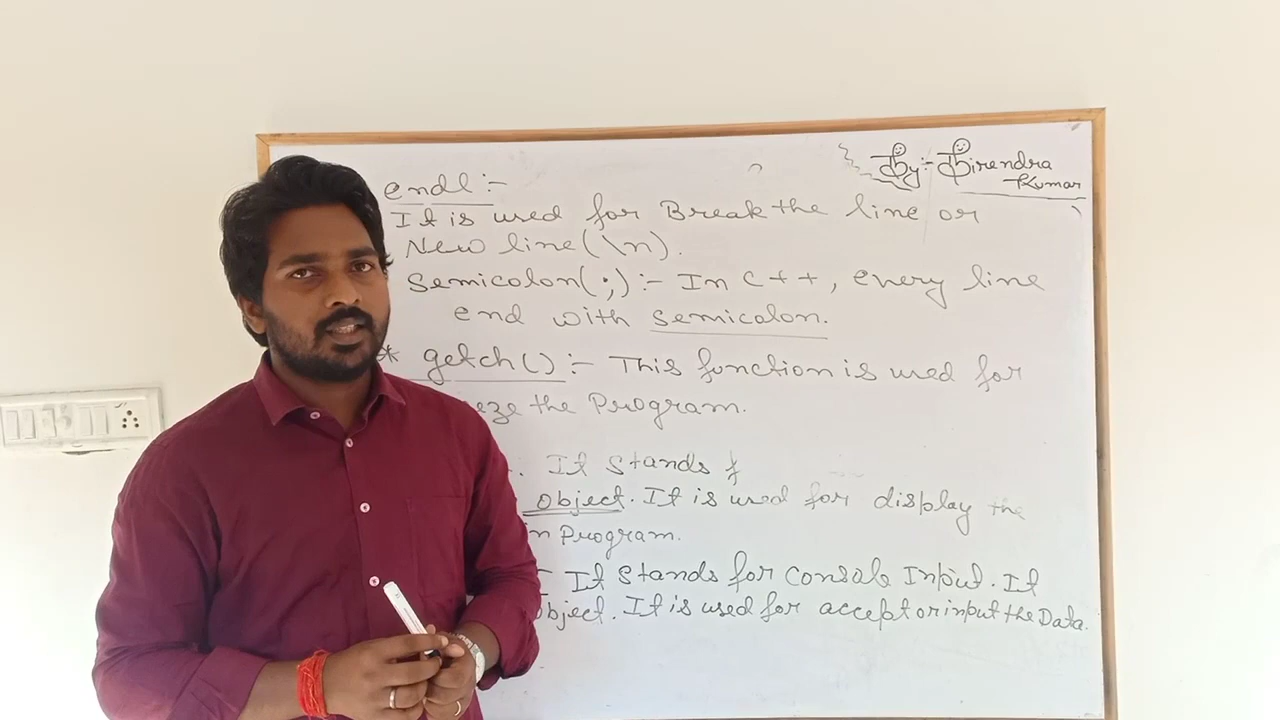 By:- Birendra
Kumar
endl :-
It is used for Break the line or
New line(\n).
Semicolon(;) :- In C++, every line
end with semicolon.
* getch() :- This function is used for
eze the Program.
It stands f
object. It is used for display the
in Program.
- It stands for Console Input. It
object. It is used for accept or input the Data.